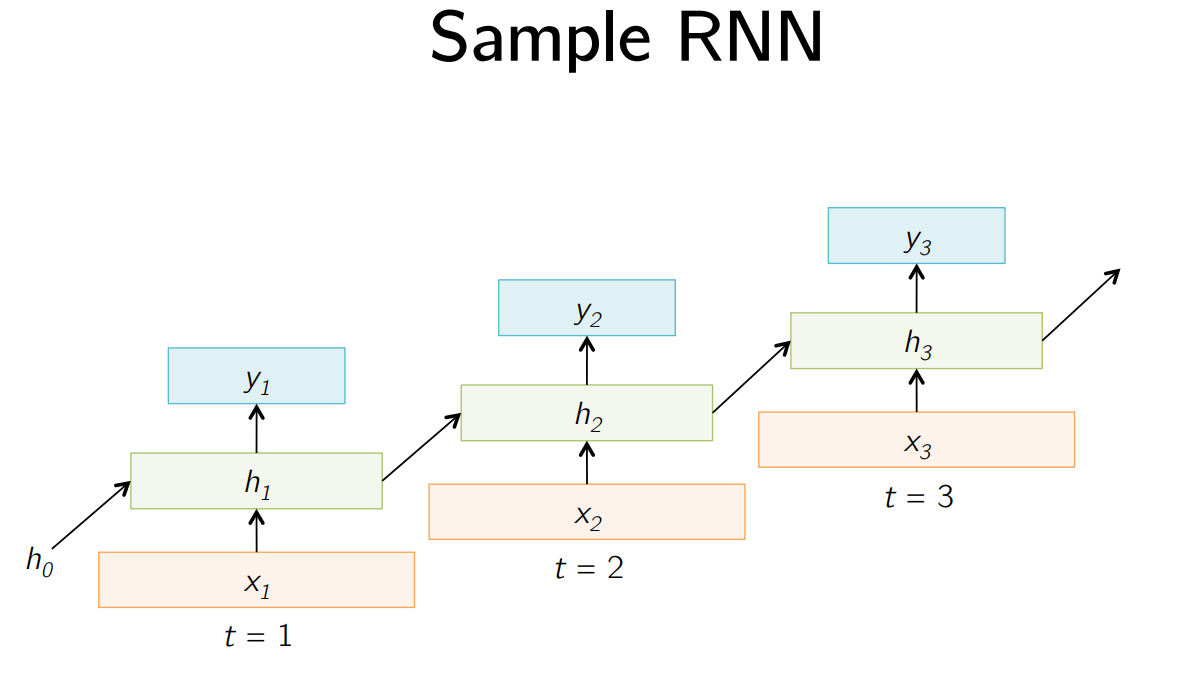 Sample RNN
y3
y2
h3
y1
h2
x3
h1
t = 3
x2
h0
t = 2
x1
t = 1